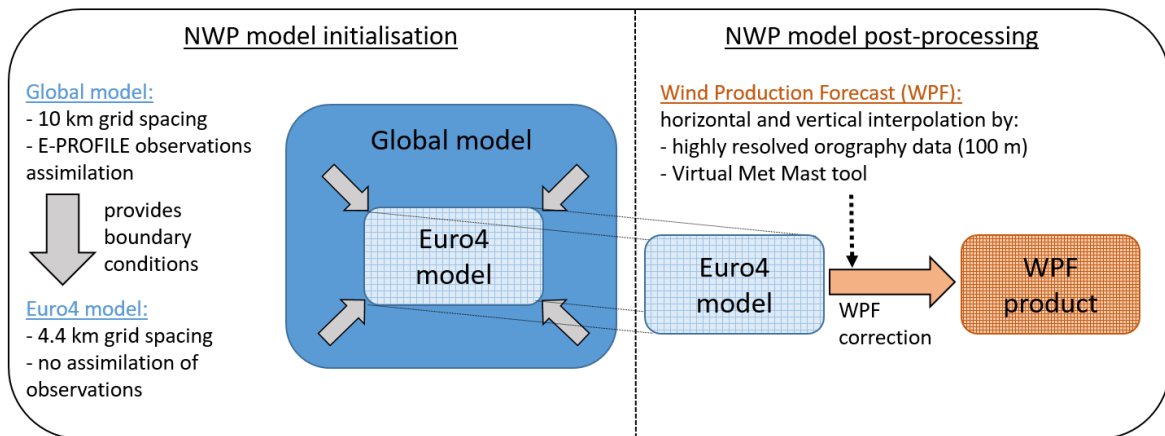 NWP model initialisation
Global model:
- 10 km grid spacing
- E-PROFILE observations
assimilation
provides
boundary
conditions
Euro4 model:
- 4.4 km grid spacing
- no assimilation of
observations
Global model
Euro4
model
NWP model post-processing
Wind Production Forecast (WPF):
horizontal and vertical interpolation by:
- highly resolved orography data (100 m)
- Virtual Met Mast tool
Euro4
model
WPF
correction
WPF
product